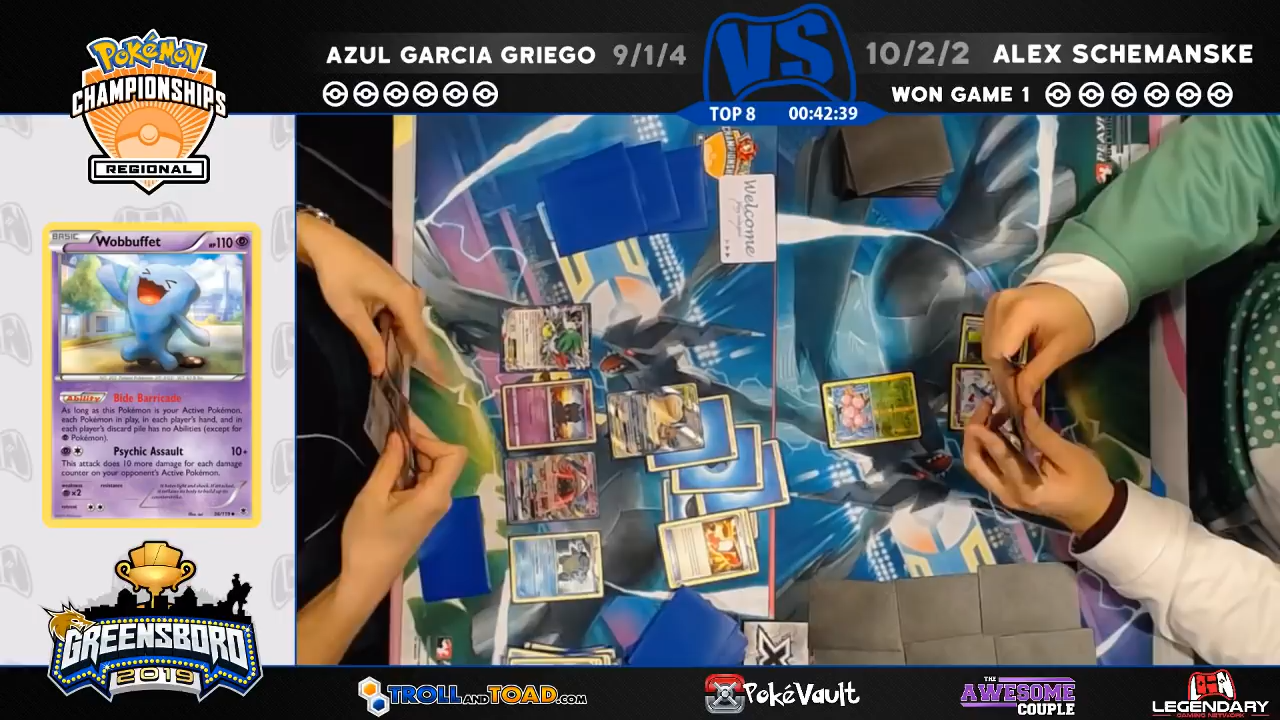 Pokémon
CHAMPIONSHIPS
REGIONAL
AZUL GARCIA GRIEGO 9/1/4
VS
10/2/2 ALEX SCHEMANSKE
WON GAME 1
TOP 8 00:42:39
Welcome
BASIC Wobbuffet HP110
Ability Bide Barricade
As long as this Pokémon is your Active Pokémon,
each Pokémon in play, in each player's hand, and in
each player's discard pile has no Abilities (except for
Pokémon).
Psychic Assault 10+
This attack does 10 more damage for each damage
counter on your opponent's Active Pokémon.
weakness resistance
×2
GREENSBORO
2019
TROLL AND TOAD.COM
PokéVault
THE
AWESOME
COUPLE
LEGENDARY
GAMING NETWORK